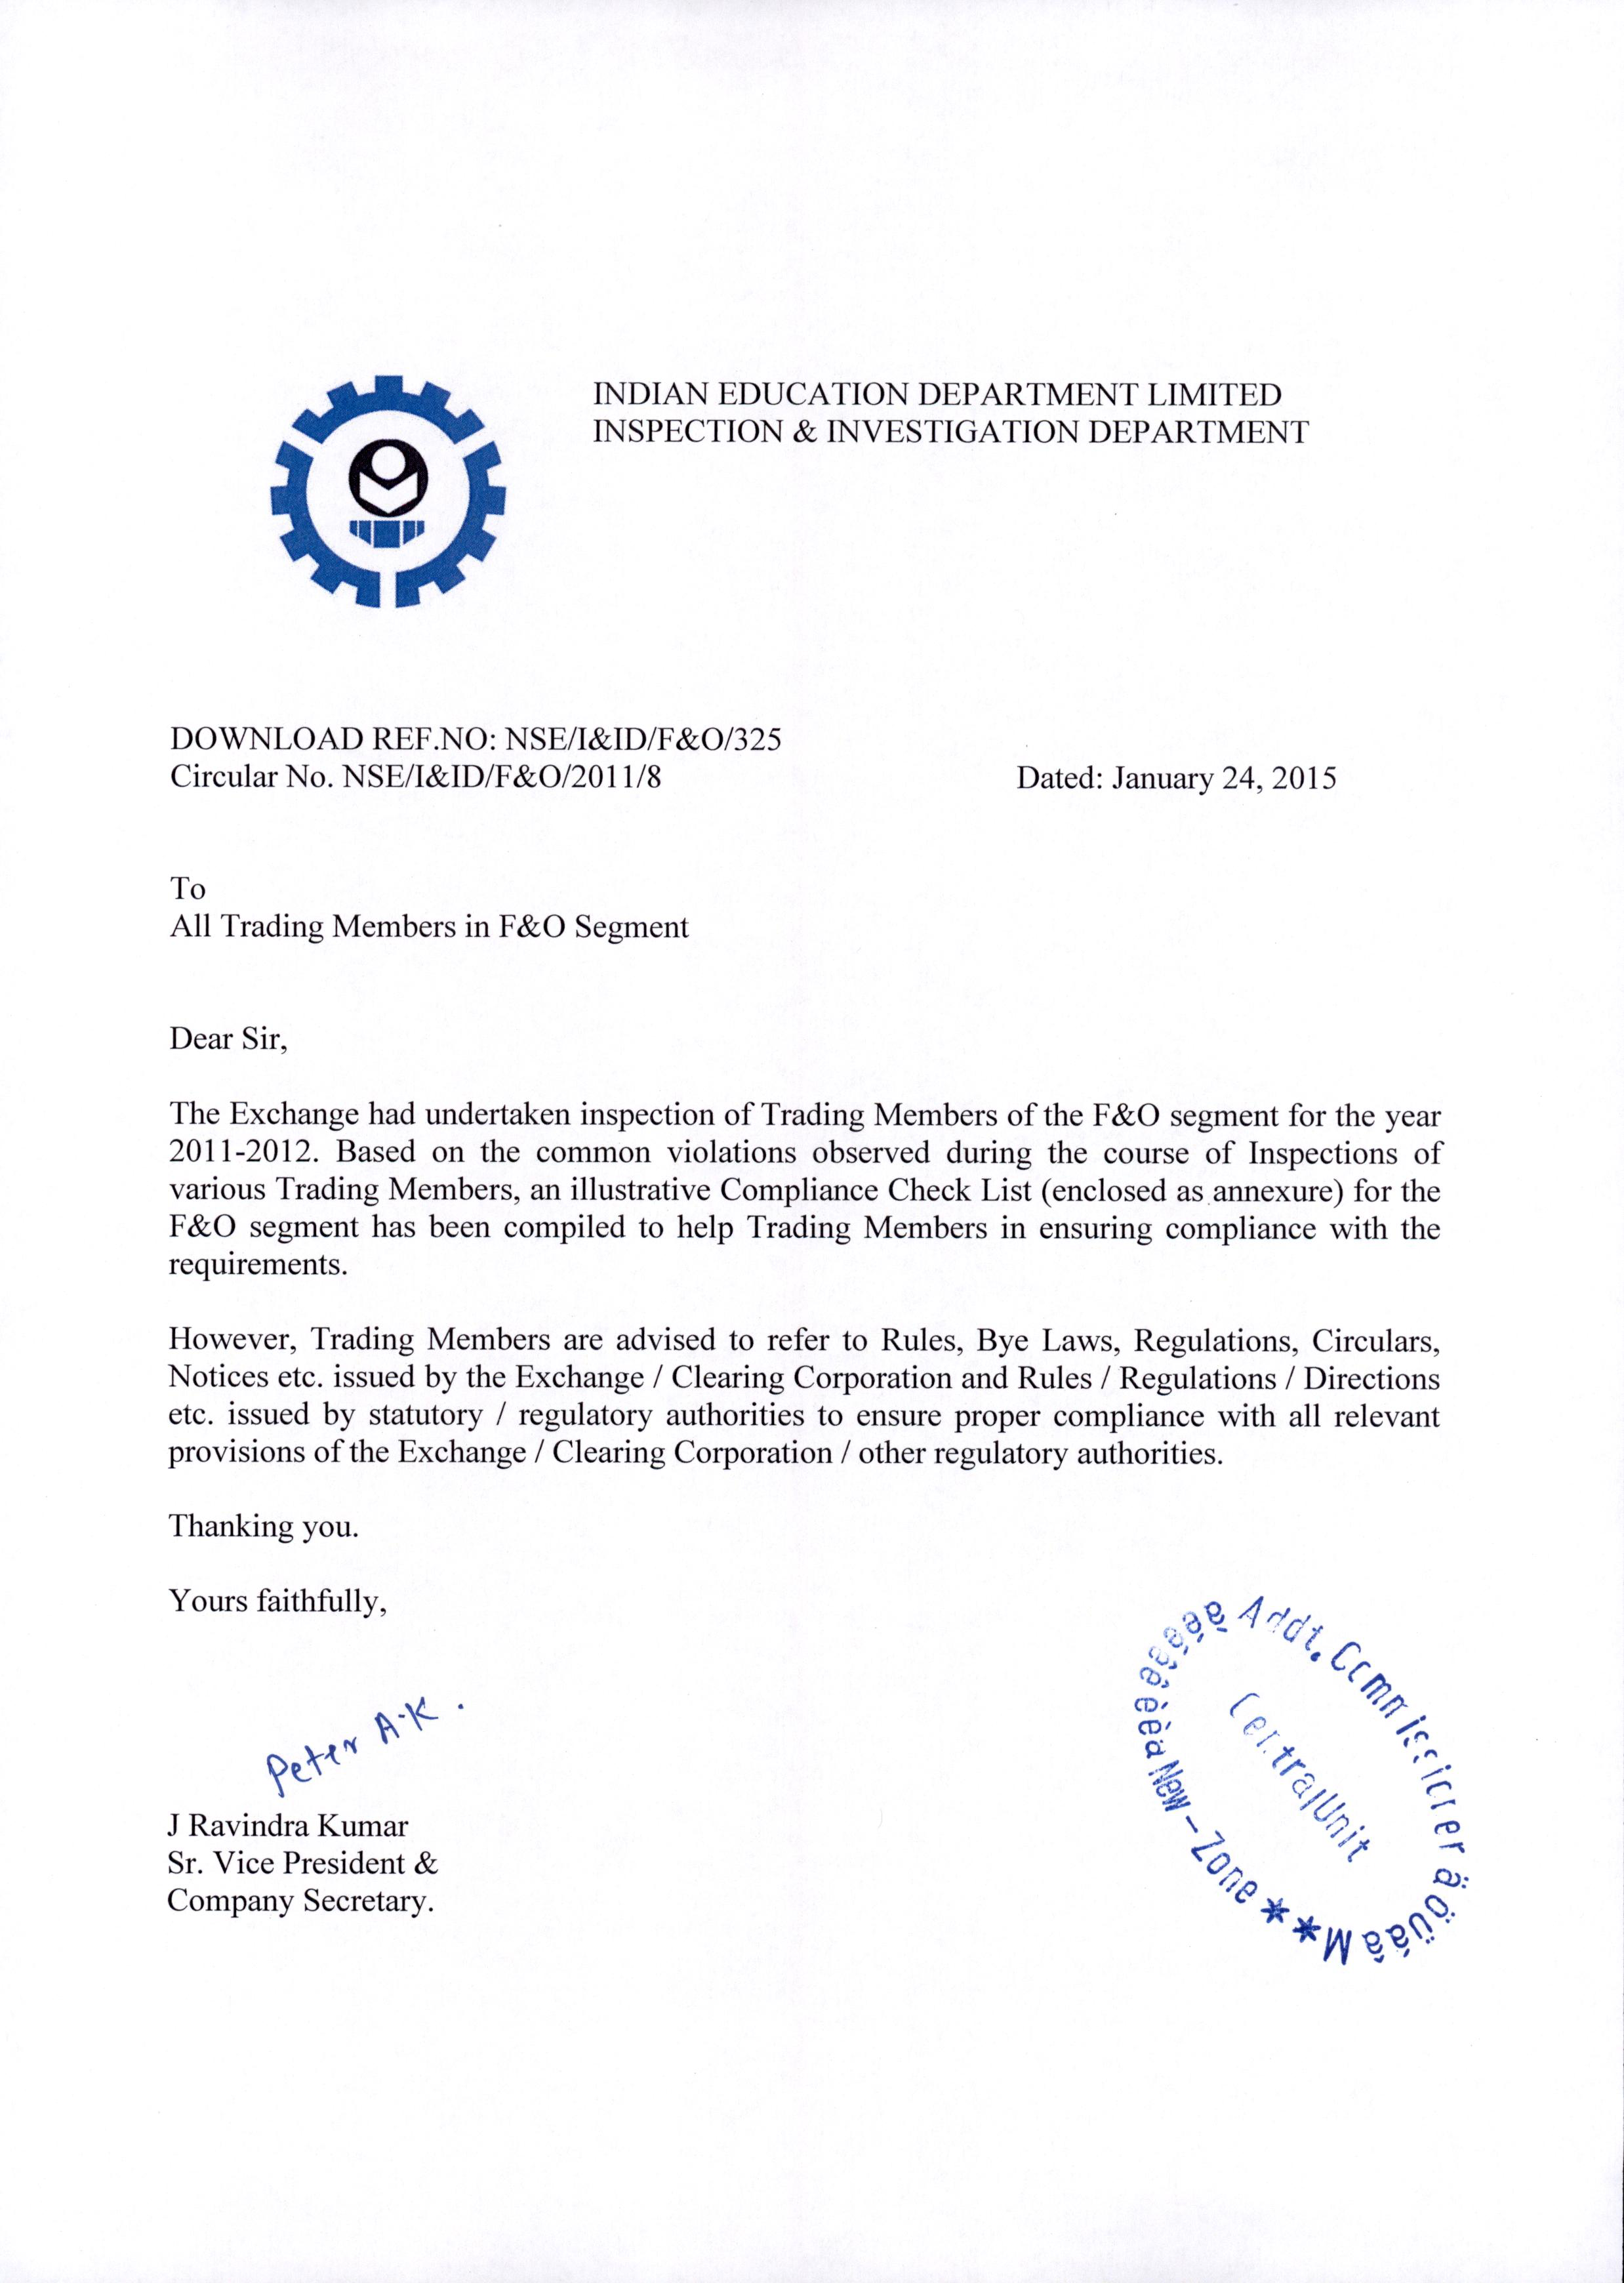 INDIAN EDUCATION DEPARTMENT LIMITED
INSPECTION & INVESTIGATION DEPARTMENT
DOWNLOAD REF.NO: NSE/I&ID/F&O/325
Circular No. NSE/I&ID/F&O/2011/8 Dated: January 24, 2015
To
All Trading Members in F&O Segment
Dear Sir,
The Exchange had undertaken inspection of Trading Members of the F&O segment for the year
2011-2012. Based on the common violations observed during the course of Inspections of
various Trading Members, an illustrative Compliance Check List (enclosed as annexure) for the
F&O segment has been compiled to help Trading Members in ensuring compliance with the
requirements.
However, Trading Members are advised to refer to Rules, Bye Laws, Regulations, Circulars,
Notices etc. issued by the Exchange / Clearing Corporation and Rules / Regulations / Directions
etc. issued by statutory / regulatory authorities to ensure proper compliance with all relevant
provisions of the Exchange / Clearing Corporation / other regulatory authorities.
Thanking you.
Yours faithfully,
Peter A.K.
J Ravindra Kumar
Sr. Vice President &
Company Secretary.
Addt. Commissioner
New – Zone **
Central Unit